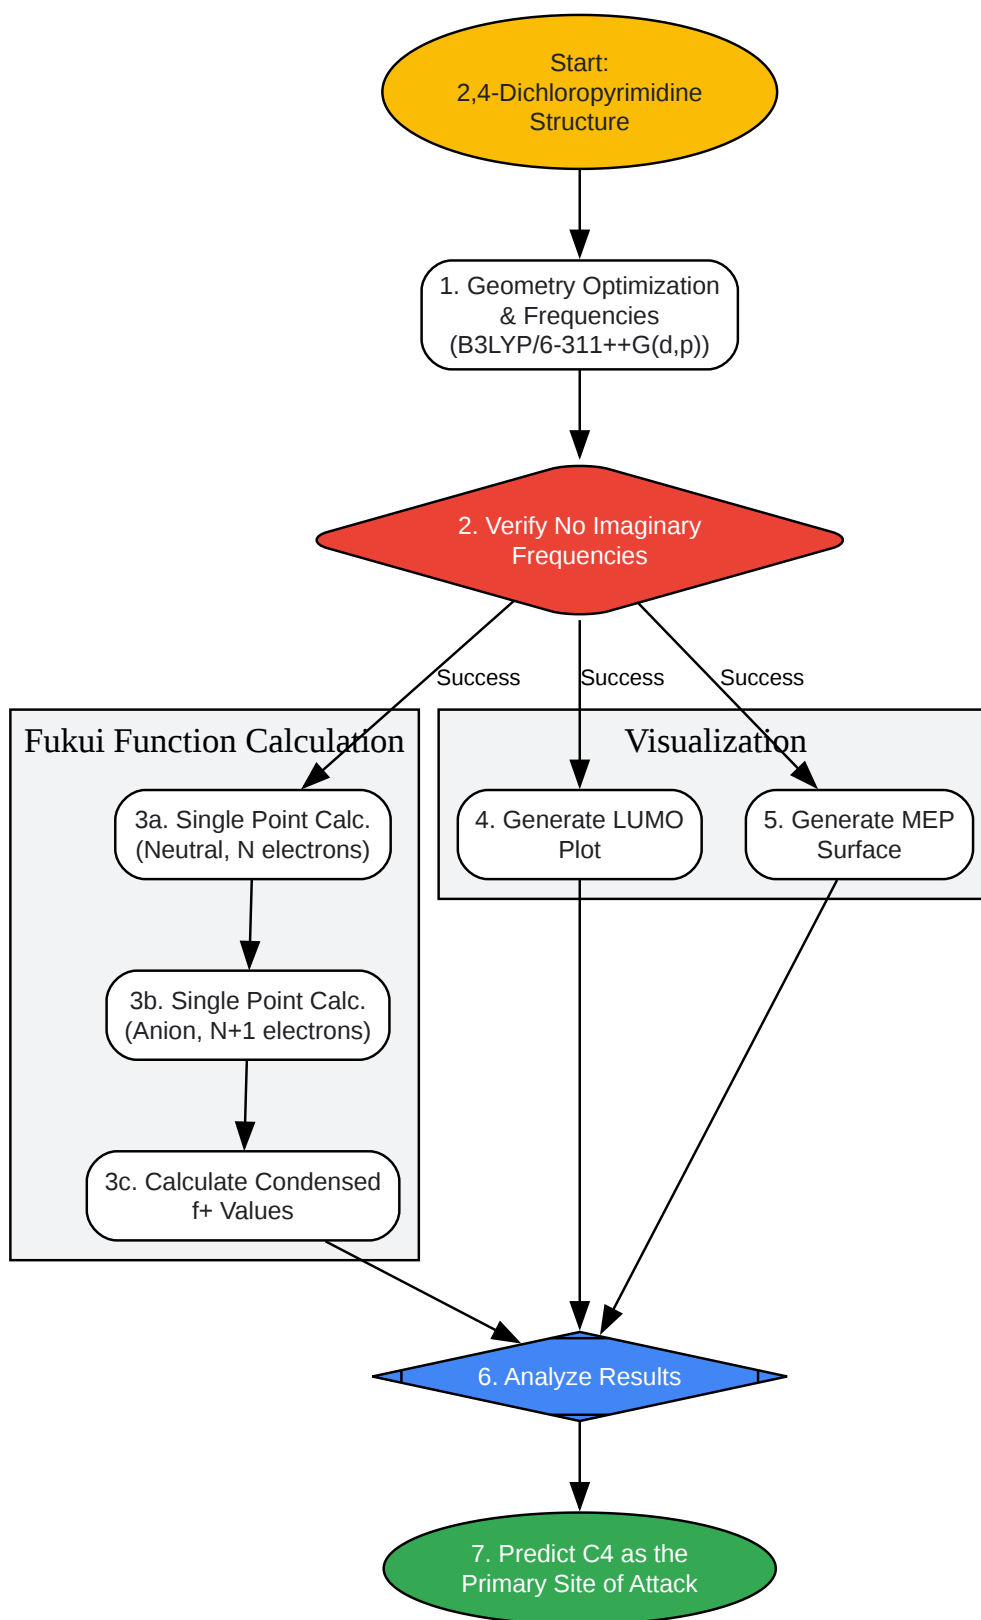 Start:
2,4-Dichloropyrimidine
Structure
1. Geometry Optimization
& Frequencies
(B3LYP/6-311++G(d,p))
2. Verify No Imaginary
Frequencies
Success
Success
Success
Fukui Function Calculation
Visualization
3a. Single Point Calc.
(Neutral, N electrons)
4. Generate LUMO
Plot
5. Generate MEP
Surface
3b. Single Point Calc.
(Anion, N+1 electrons)
3c. Calculate Condensed
f+ Values
6. Analyze Results
7. Predict C4 as the
Primary Site of Attack